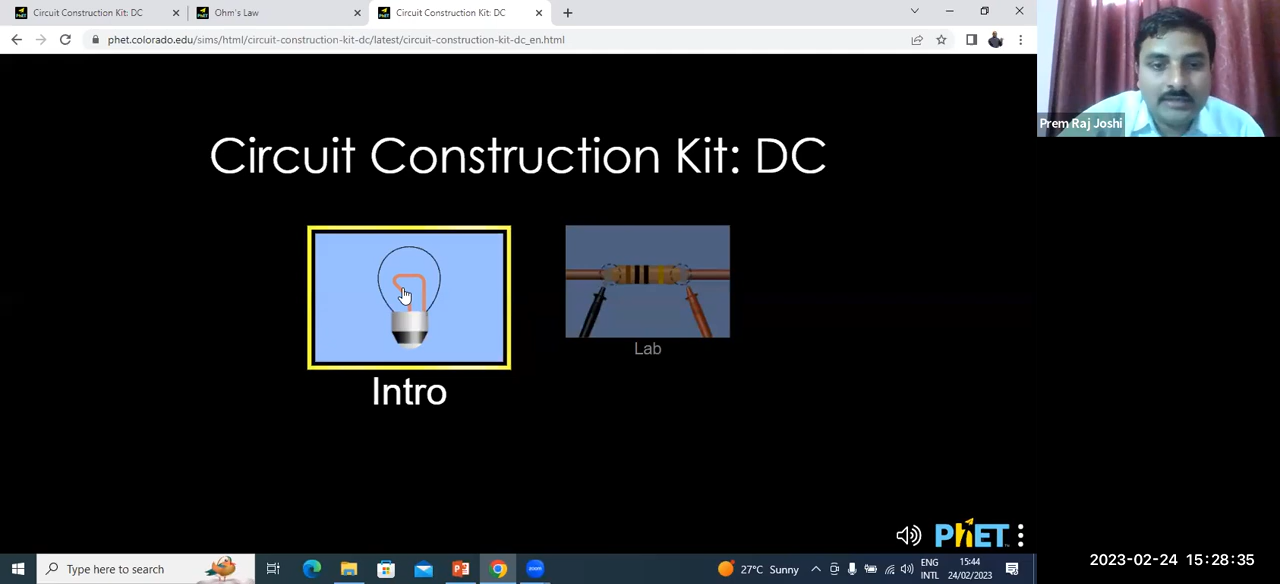 Circuit Construction Kit: DC
Ohm's Law
Circuit Construction Kit: DC
phet.colorado.edu/sims/html/circuit-construction-kit-dc/latest/circuit-construction-kit-dc_en.html
Prem Raj Joshi
Circuit Construction Kit: DC
Intro
Lab
PhET
Type here to search
27°C Sunny
ENG
INTL
15:44
24/02/2023
2023-02-24 15:28:35